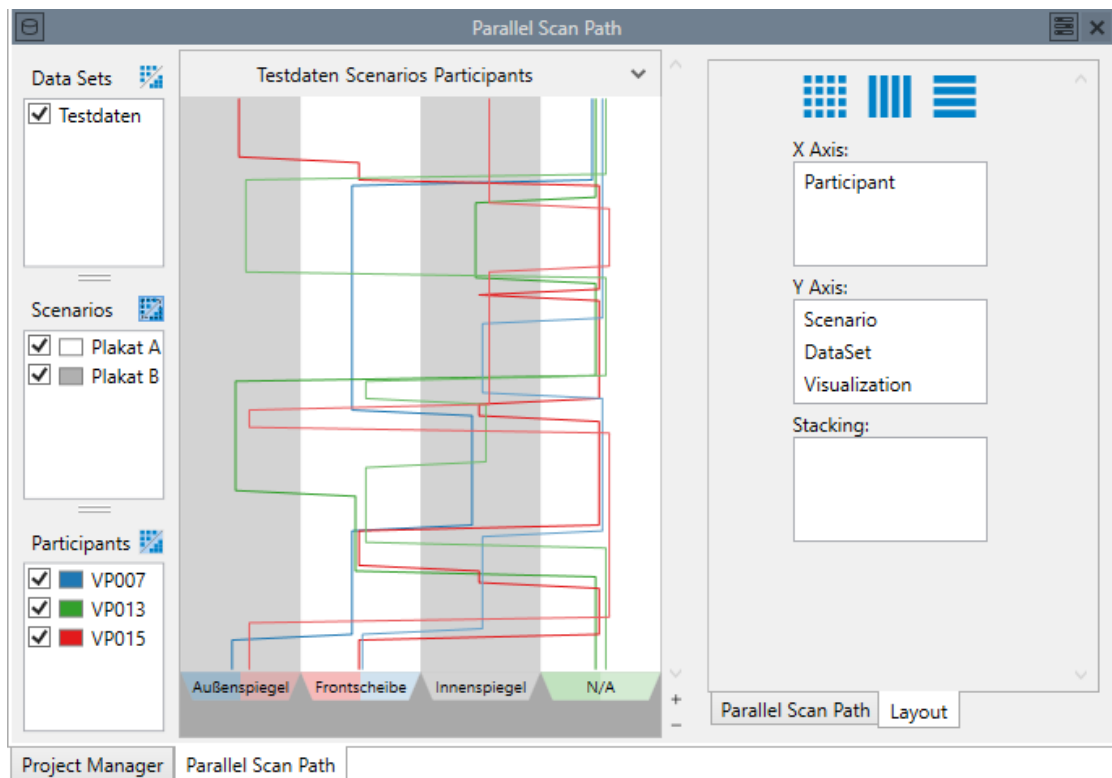 Parallel Scan Path
Data Sets
Testdaten
Scenarios
Plakat A
Plakat B
Participants
VP007
VP013
VP015
Testdaten Scenarios Participants
Außenspiegel
Frontscheibe
Innenspiegel
N/A
+
−
X Axis:
Participant
Y Axis:
Scenario
DataSet
Visualization
Stacking:
Parallel Scan Path
Layout
Project Manager
Parallel Scan Path